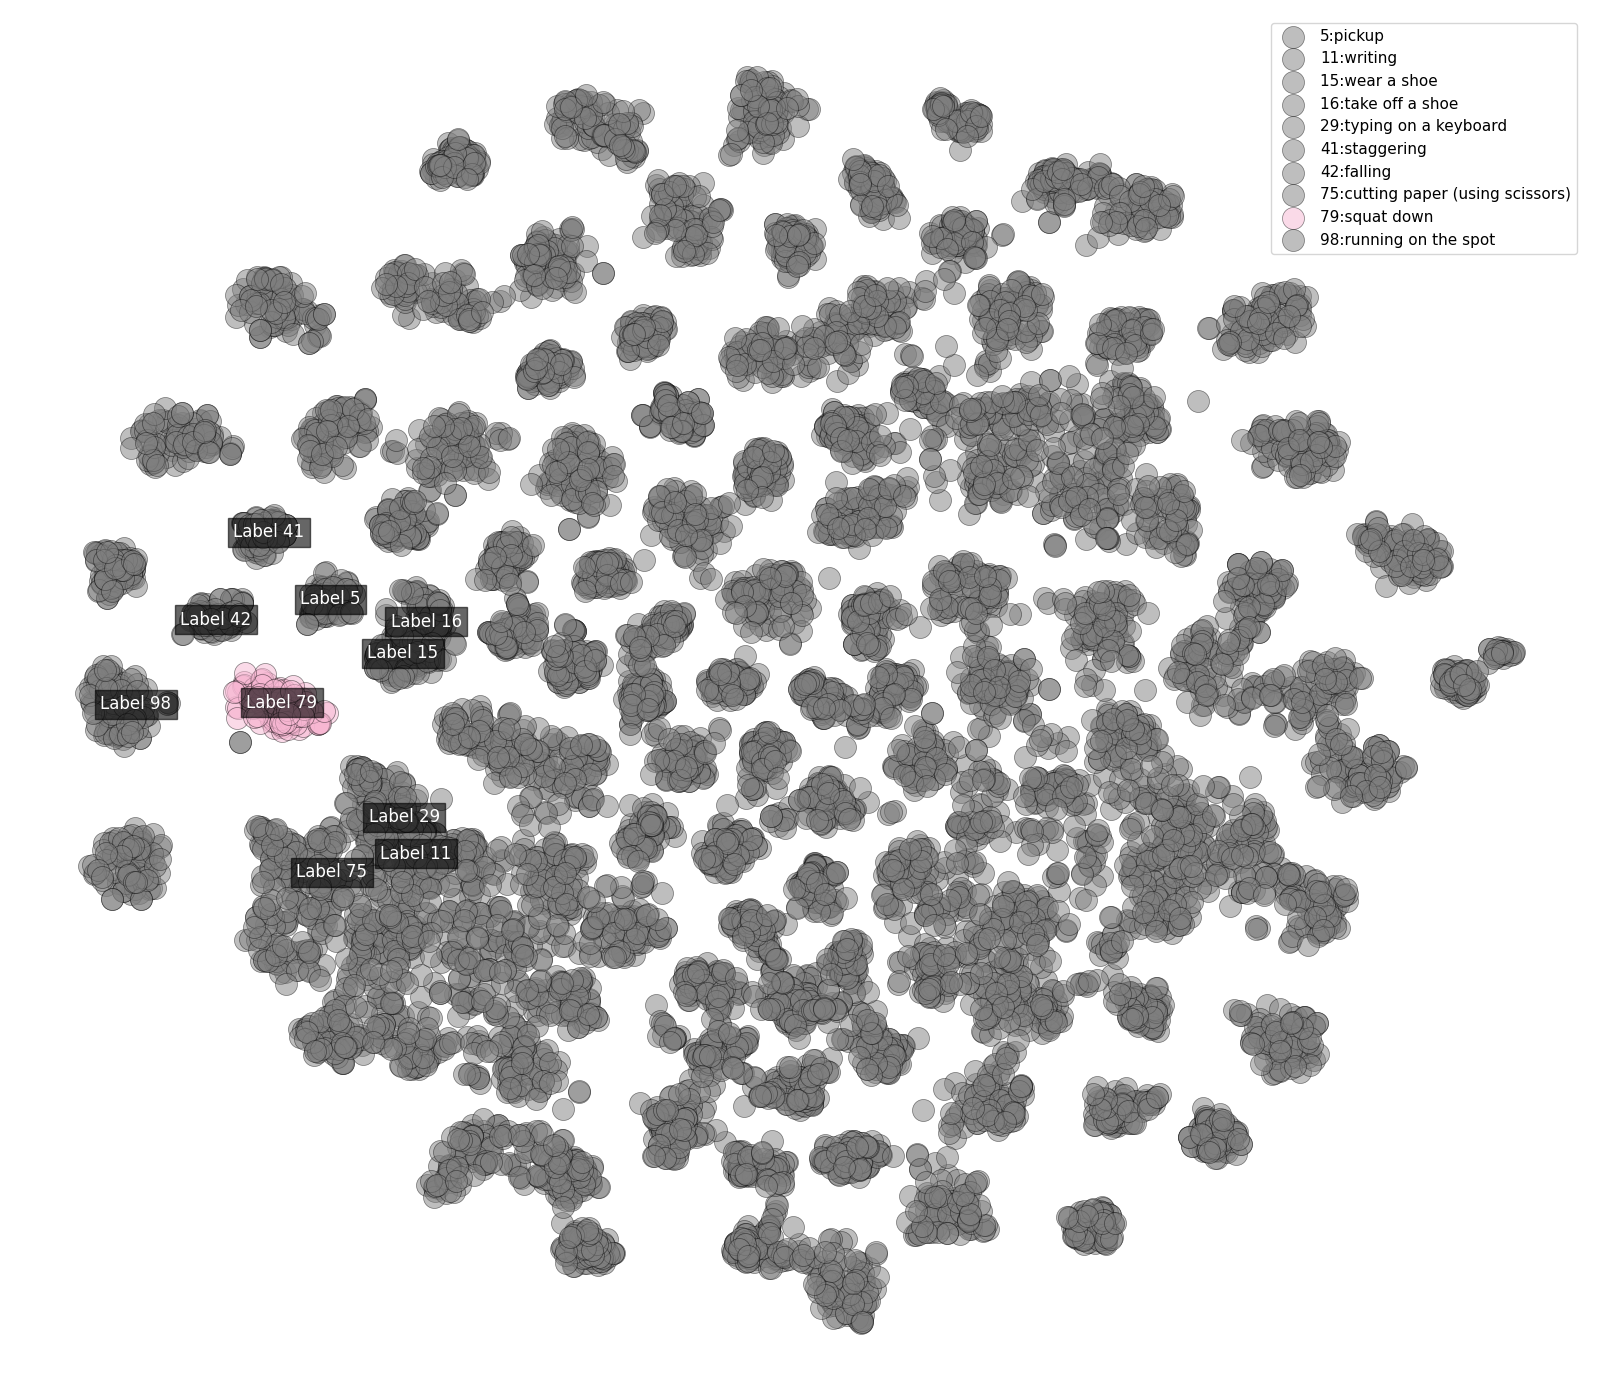 5:pickup
11:writing
15:wear a shoe
16:take off a shoe
29:typing on a keyboard
41:staggering
42:falling
75:cutting paper (using scissors)
79:squat down
98:running on the spot
Label 41
Label 5
Label 42
Label 16
Label 15
Label 98
Label 79
Label 29
Label 11
Label 75